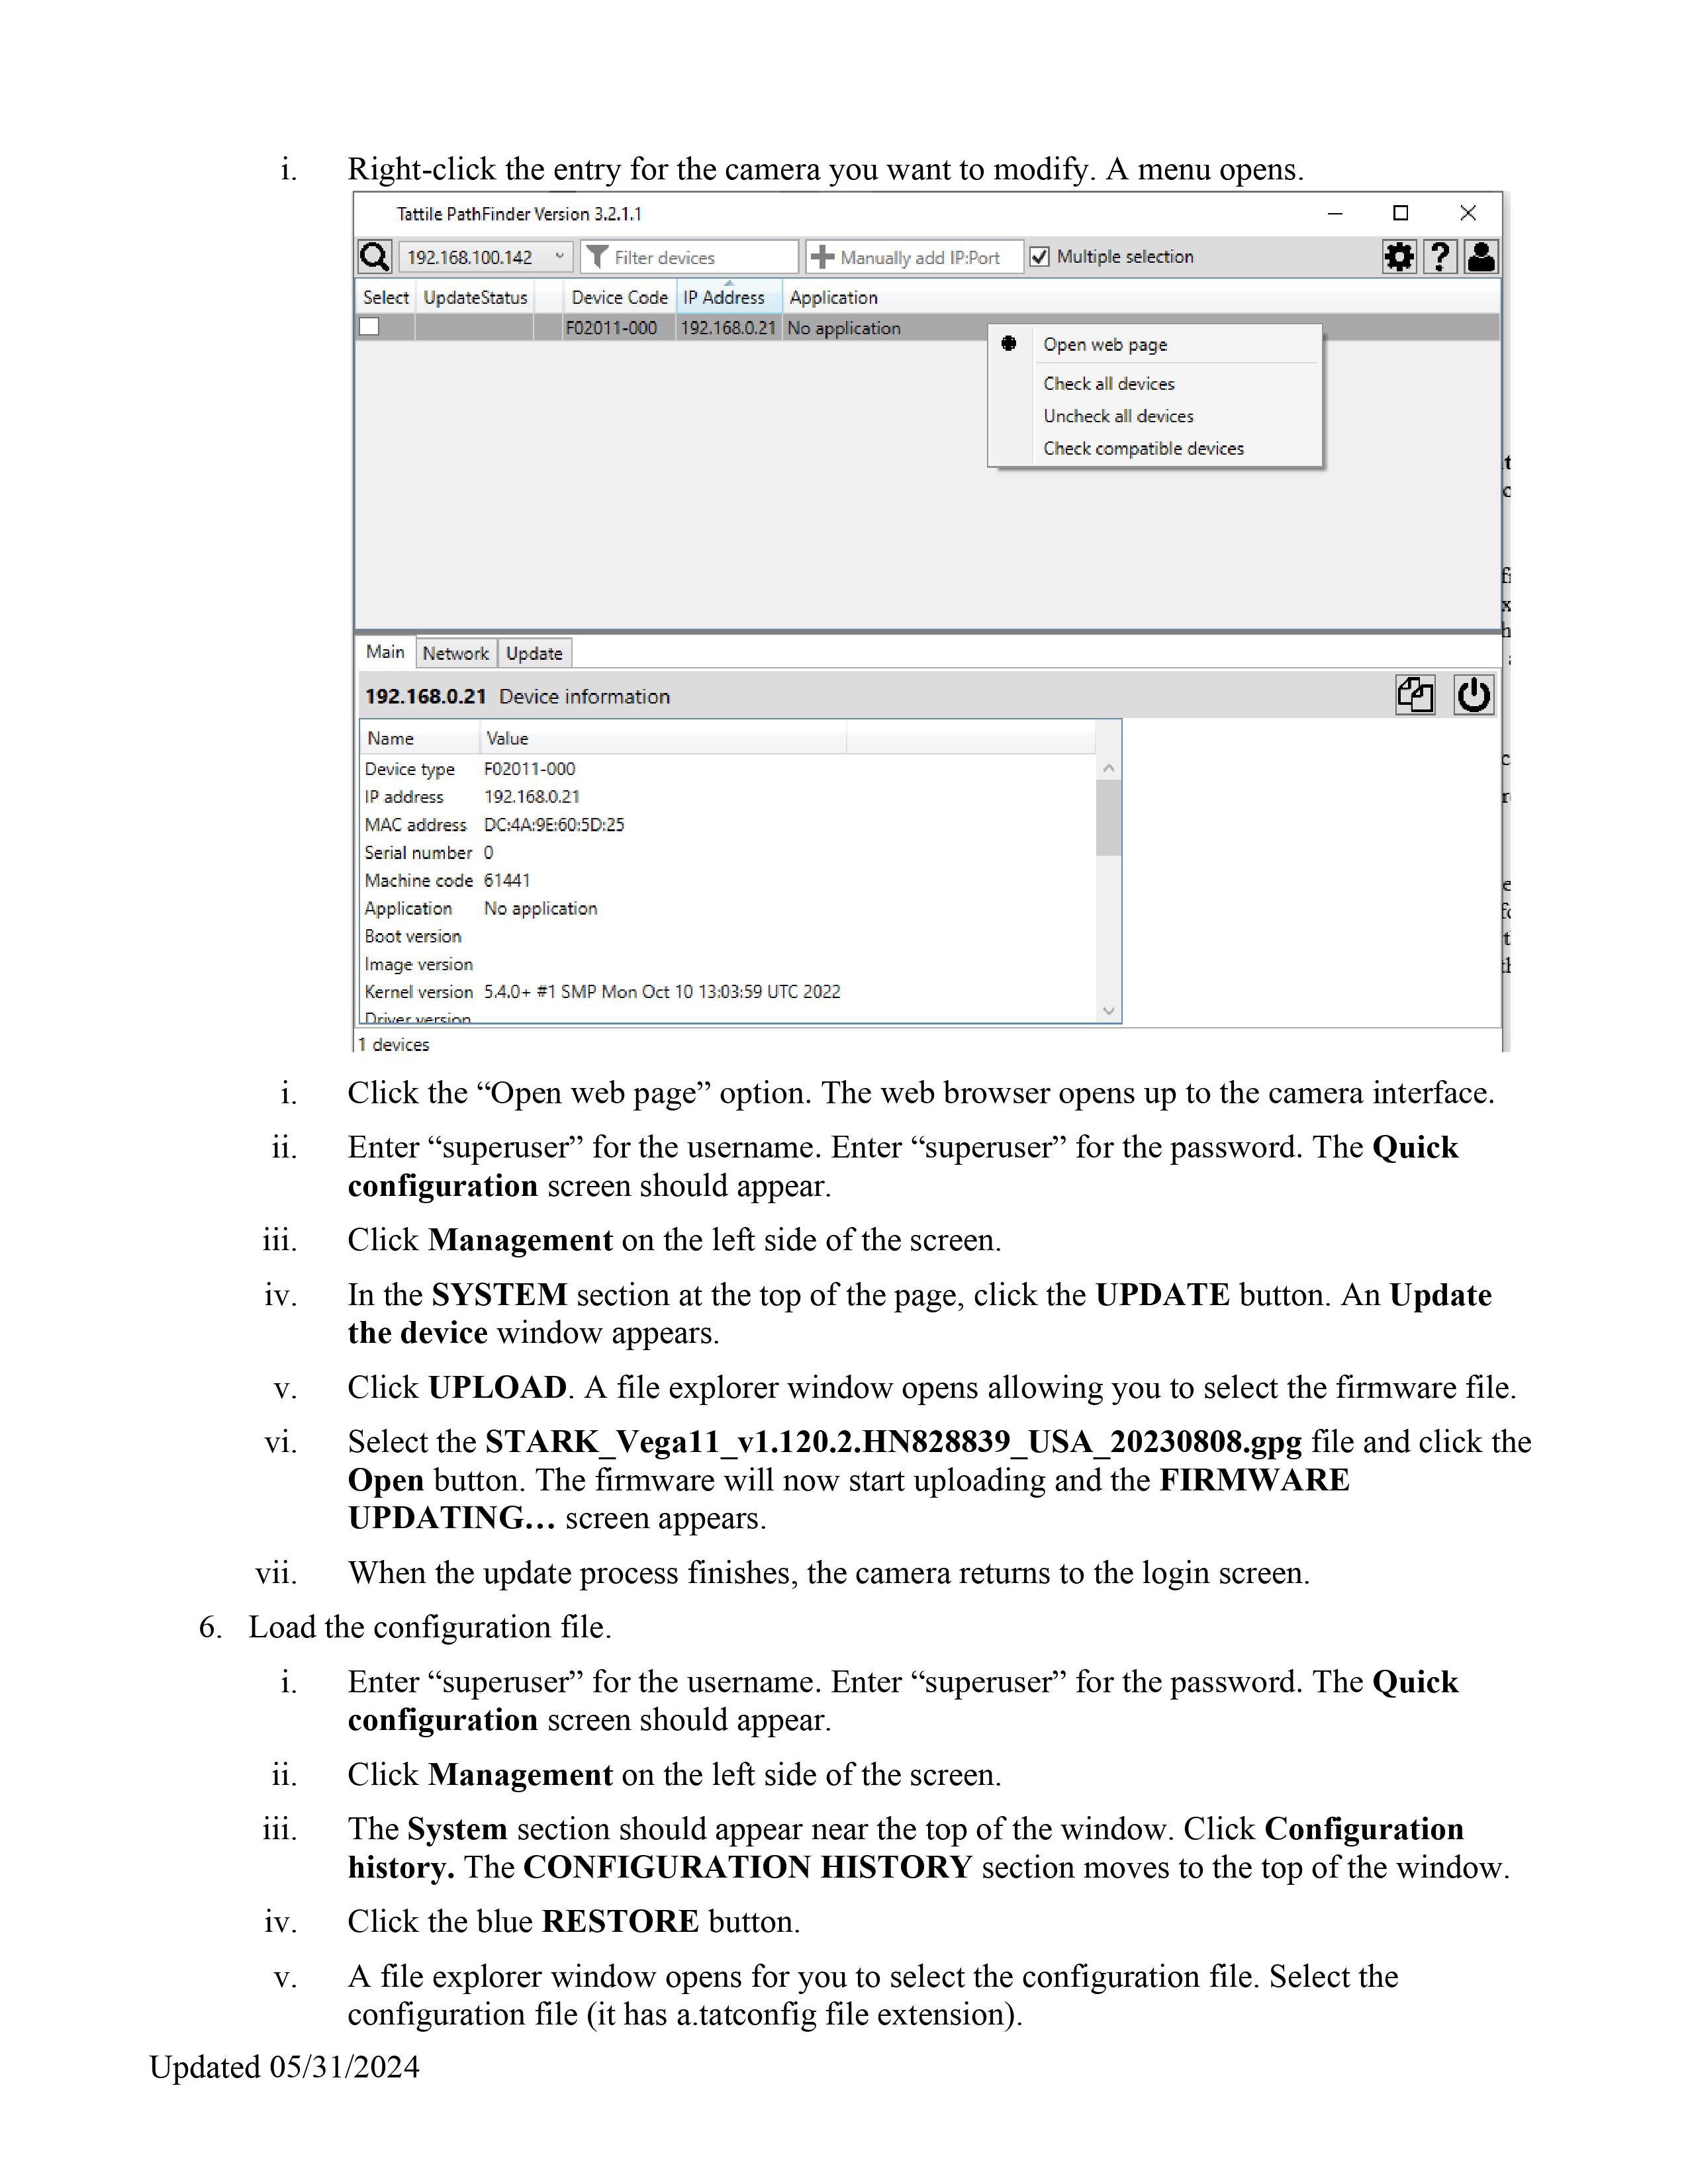 i. Right-click the entry for the camera you want to modify. A menu opens.
Tattile PathFinder Version 3.2.1.1
192.168.100.142 Filter devices Manually add IP:Port Multiple selection
Select UpdateStatus Device Code IP Address Application
F02011-000 192.168.0.21 No application
Open web page
Check all devices
Uncheck all devices
Check compatible devices
Main Network Update
192.168.0.21 Device information
Name Value
Device type F02011-000
IP address 192.168.0.21
MAC address DC:4A:9E:60:5D:25
Serial number 0
Machine code 61441
Application No application
Boot version
Image version
Kernel version 5.4.0+ #1 SMP Mon Oct 10 13:03:59 UTC 2022
Driver version
1 devices
i. Click the “Open web page” option. The web browser opens up to the camera interface.
ii. Enter “superuser” for the username. Enter “superuser” for the password. The Quick
configuration screen should appear.
iii. Click Management on the left side of the screen.
iv. In the SYSTEM section at the top of the page, click the UPDATE button. An Update
the device window appears.
v. Click UPLOAD. A file explorer window opens allowing you to select the firmware file.
vi. Select the STARK_Vega11_v1.120.2.HN828839_USA_20230808.gpg file and click the
Open button. The firmware will now start uploading and the FIRMWARE
UPDATING… screen appears.
vii. When the update process finishes, the camera returns to the login screen.
6. Load the configuration file.
i. Enter “superuser” for the username. Enter “superuser” for the password. The Quick
configuration screen should appear.
ii. Click Management on the left side of the screen.
iii. The System section should appear near the top of the window. Click Configuration
history. The CONFIGURATION HISTORY section moves to the top of the window.
iv. Click the blue RESTORE button.
v. A file explorer window opens for you to select the configuration file. Select the
configuration file (it has a.tatconfig file extension).
Updated 05/31/2024